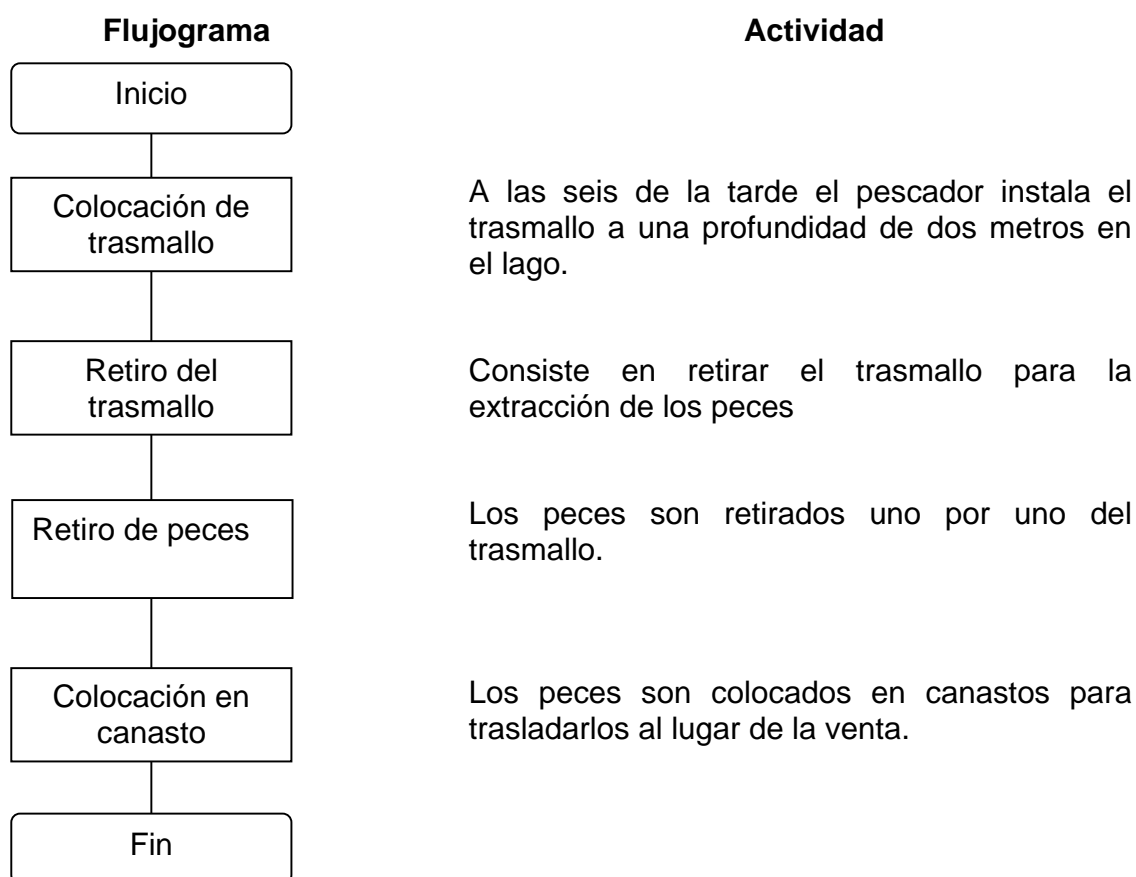 Flujograma Actividad
Inicio
Colocación de
trasmallo
A las seis de la tarde el pescador instala el
trasmallo a una profundidad de dos metros en
el lago.
Retiro del
trasmallo
Consiste en retirar el trasmallo para la
extracción de los peces
Retiro de peces
Los peces son retirados uno por uno del
trasmallo.
Colocación en
canasto
Los peces son colocados en canastos para
trasladarlos al lugar de la venta.
Fin